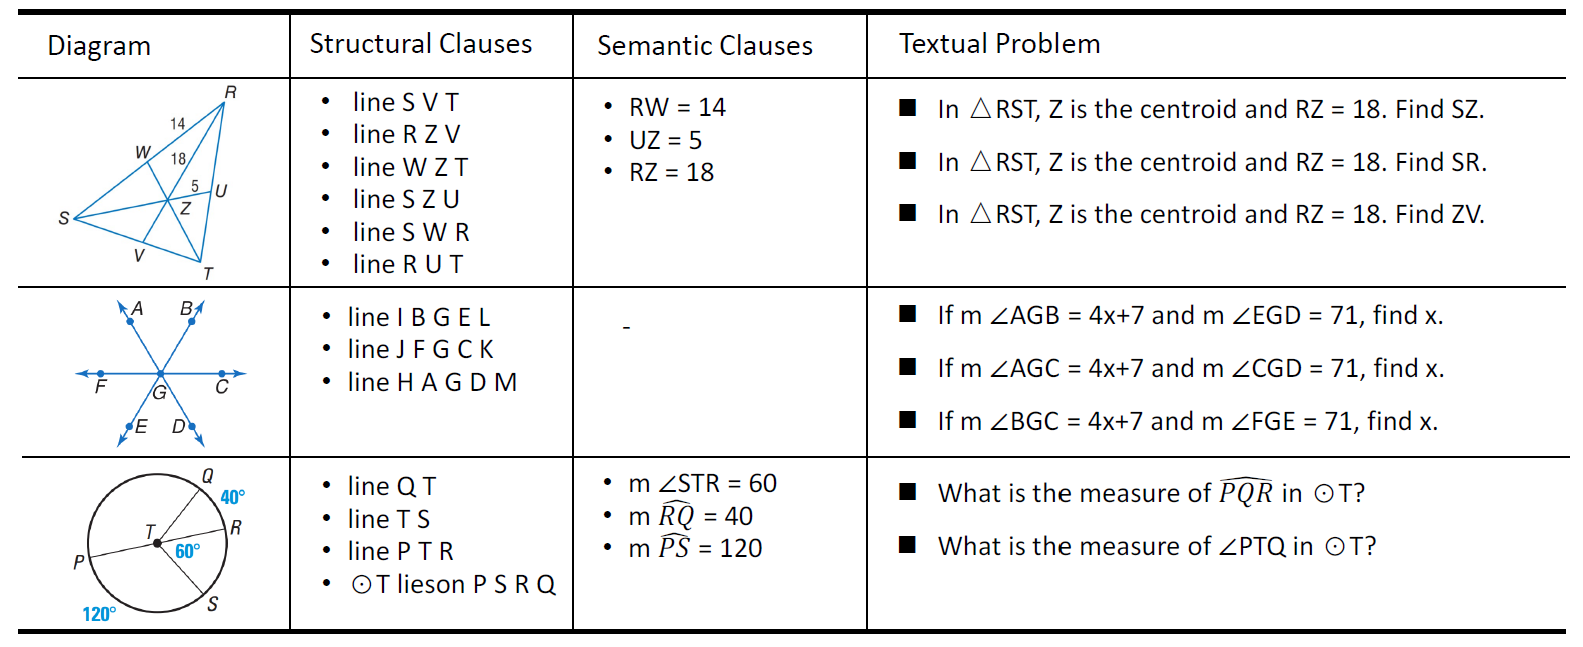 Diagram
Structural Clauses
Semantic Clauses
Textual Problem
R
14
W
18
5
U
S
Z
V
T
• line S V T
• line R Z V
• line W Z T
• line S Z U
• line S W R
• line R U T
• RW = 14
• UZ = 5
• RZ = 18
■ In △RST, Z is the centroid and RZ = 18. Find SZ.
■ In △RST, Z is the centroid and RZ = 18. Find SR.
■ In △RST, Z is the centroid and RZ = 18. Find ZV.
A
B
F
G
C
E
D
• line I B G E L
• line J F G C K
• line H A G D M
-
■ If m ∠AGB = 4x+7 and m ∠EGD = 71, find x.
■ If m ∠AGC = 4x+7 and m ∠CGD = 71, find x.
■ If m ∠BGC = 4x+7 and m ∠FGE = 71, find x.
Q
40°
T
R
60°
P
S
120°
• line Q T
• line T S
• line P T R
• ⊙T lieson P S R Q
• m ∠STR = 60
• m \widehat{RQ} = 40
• m \widehat{PS} = 120
■ What is the measure of \widehat{PQR} in ⊙T?
■ What is the measure of ∠PTQ in ⊙T?